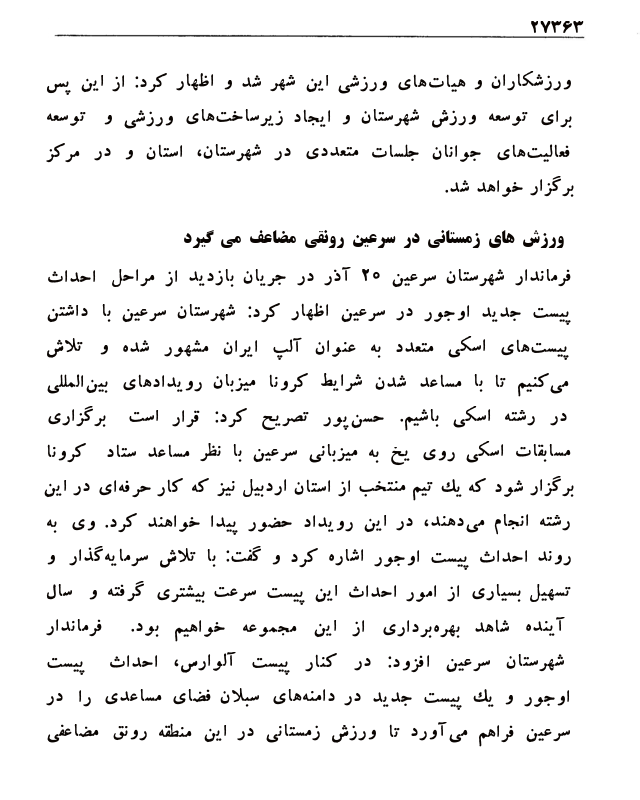 ۲۷۳۶۳
ورزشکاران و هیات‌های ورزشی این شهر شد و اظهار کرد: از این پس
برای توسعه ورزش شهرستان و ایجاد زیرساخت‌های ورزشی و توسعه
فعالیت‌های جوانان جلسات متعددی در شهرستان، استان و در مرکز
برگزار خواهد شد.
ورزش های زمستانی در سرعین رونقی مضاعف می گیرد
فرماندار شهرستان سرعین ۲۵ آذر در جریان بازدید از مراحل احداث
پیست جدید اوجور در سرعین اظهار کرد: شهرستان سرعین با داشتن
پیست‌های اسکی متعدد به عنوان آلپ ایران مشهور شده و تلاش
می‌کنیم تا با مساعد شدن شرایط کرونا میزبان رویدادهای بین‌المللی
در رشته اسکی باشیم. حسن‌پور تصریح کرد: قرار است برگزاری
مسابقات اسکی روی یخ به میزبانی سرعین با نظر مساعد ستاد کرونا
برگزار شود که یك تیم منتخب از استان اردبیل نیز که کار حرفه‌ای در این
رشته انجام می‌دهند، در این رویداد حضور پیدا خواهند کرد. وی به
روند احداث پیست اوجور اشاره کرد و گفت: با تلاش سرمایه‌گذار و
تسهیل بسیاری از امور احداث این پیست سرعت بیشتری گرفته و سال
آینده شاهد بهره‌برداری از این مجموعه خواهیم بود. فرماندار
شهرستان سرعین افزود: در کنار پیست آلوارس، احداث پیست
اوجور و یك پیست جدید در دامنه‌های سبلان فضای مساعدی را در
سرعین فراهم می‌آورد تا ورزش زمستانی در این منطقه رونق مضاعفی